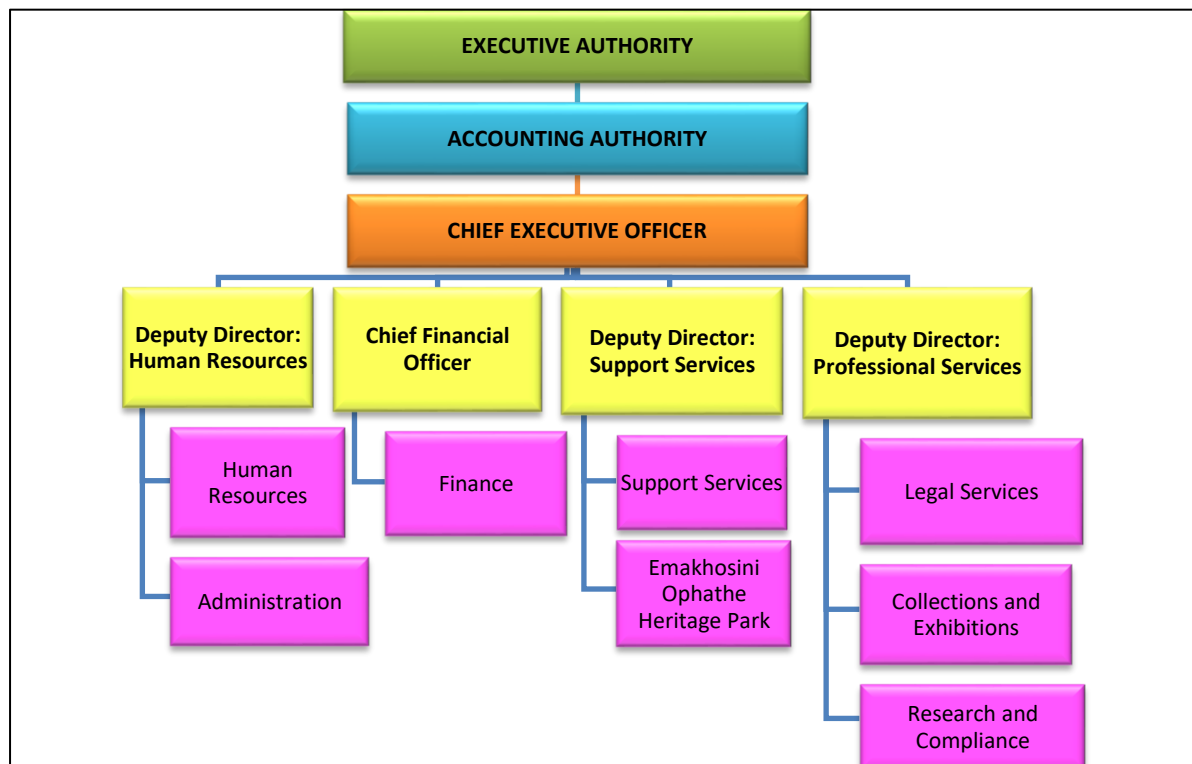 EXECUTIVE AUTHORITY
ACCOUNTING AUTHORITY
CHIEF EXECUTIVE OFFICER
Deputy Director:
Human Resources
Chief Financial
Officer
Deputy Director:
Support Services
Deputy Director:
Professional Services
Human
Resources
Administration
Finance
Support Services
Emakhosini
Ophathe
Heritage Park
Legal Services
Collections and
Exhibitions
Research and
Compliance